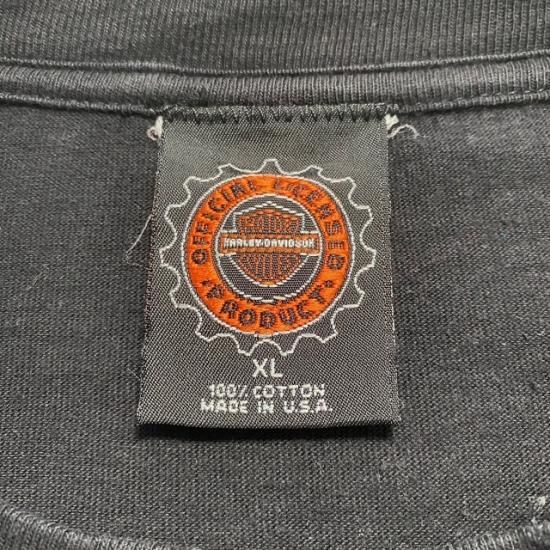 OFFICIAL LICENSED
HARLEY-DAVIDSON
PRODUCT
XL
100% COTTON
MADE IN U.S.A.